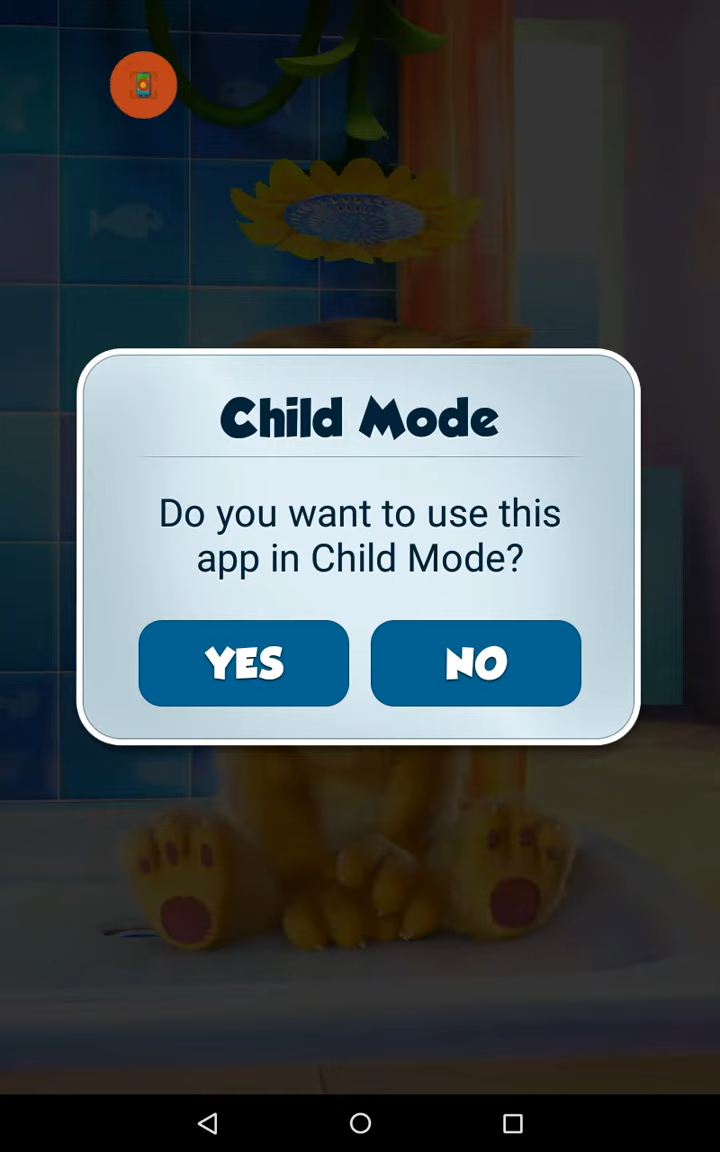 Child Mode
Do you want to use this
app in Child Mode?
YES
NO